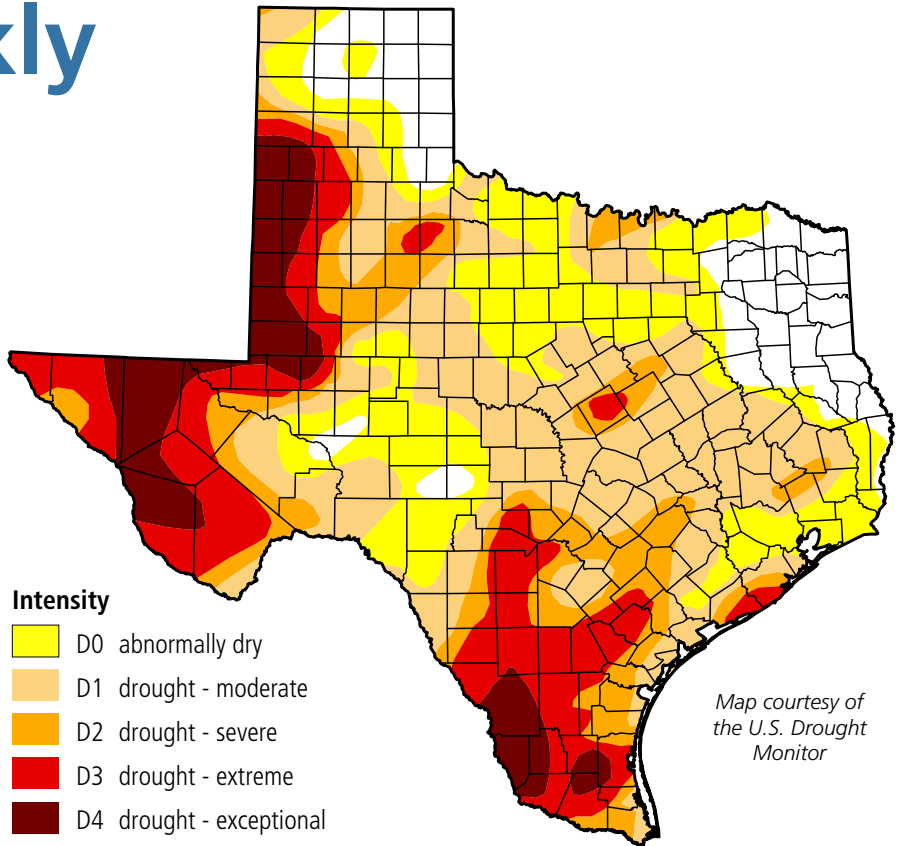 kly
Intensity
D0 abnormally dry
D1 drought - moderate
D2 drought - severe
D3 drought - extreme
D4 drought - exceptional
Map courtesy of
the U.S. Drought
Monitor